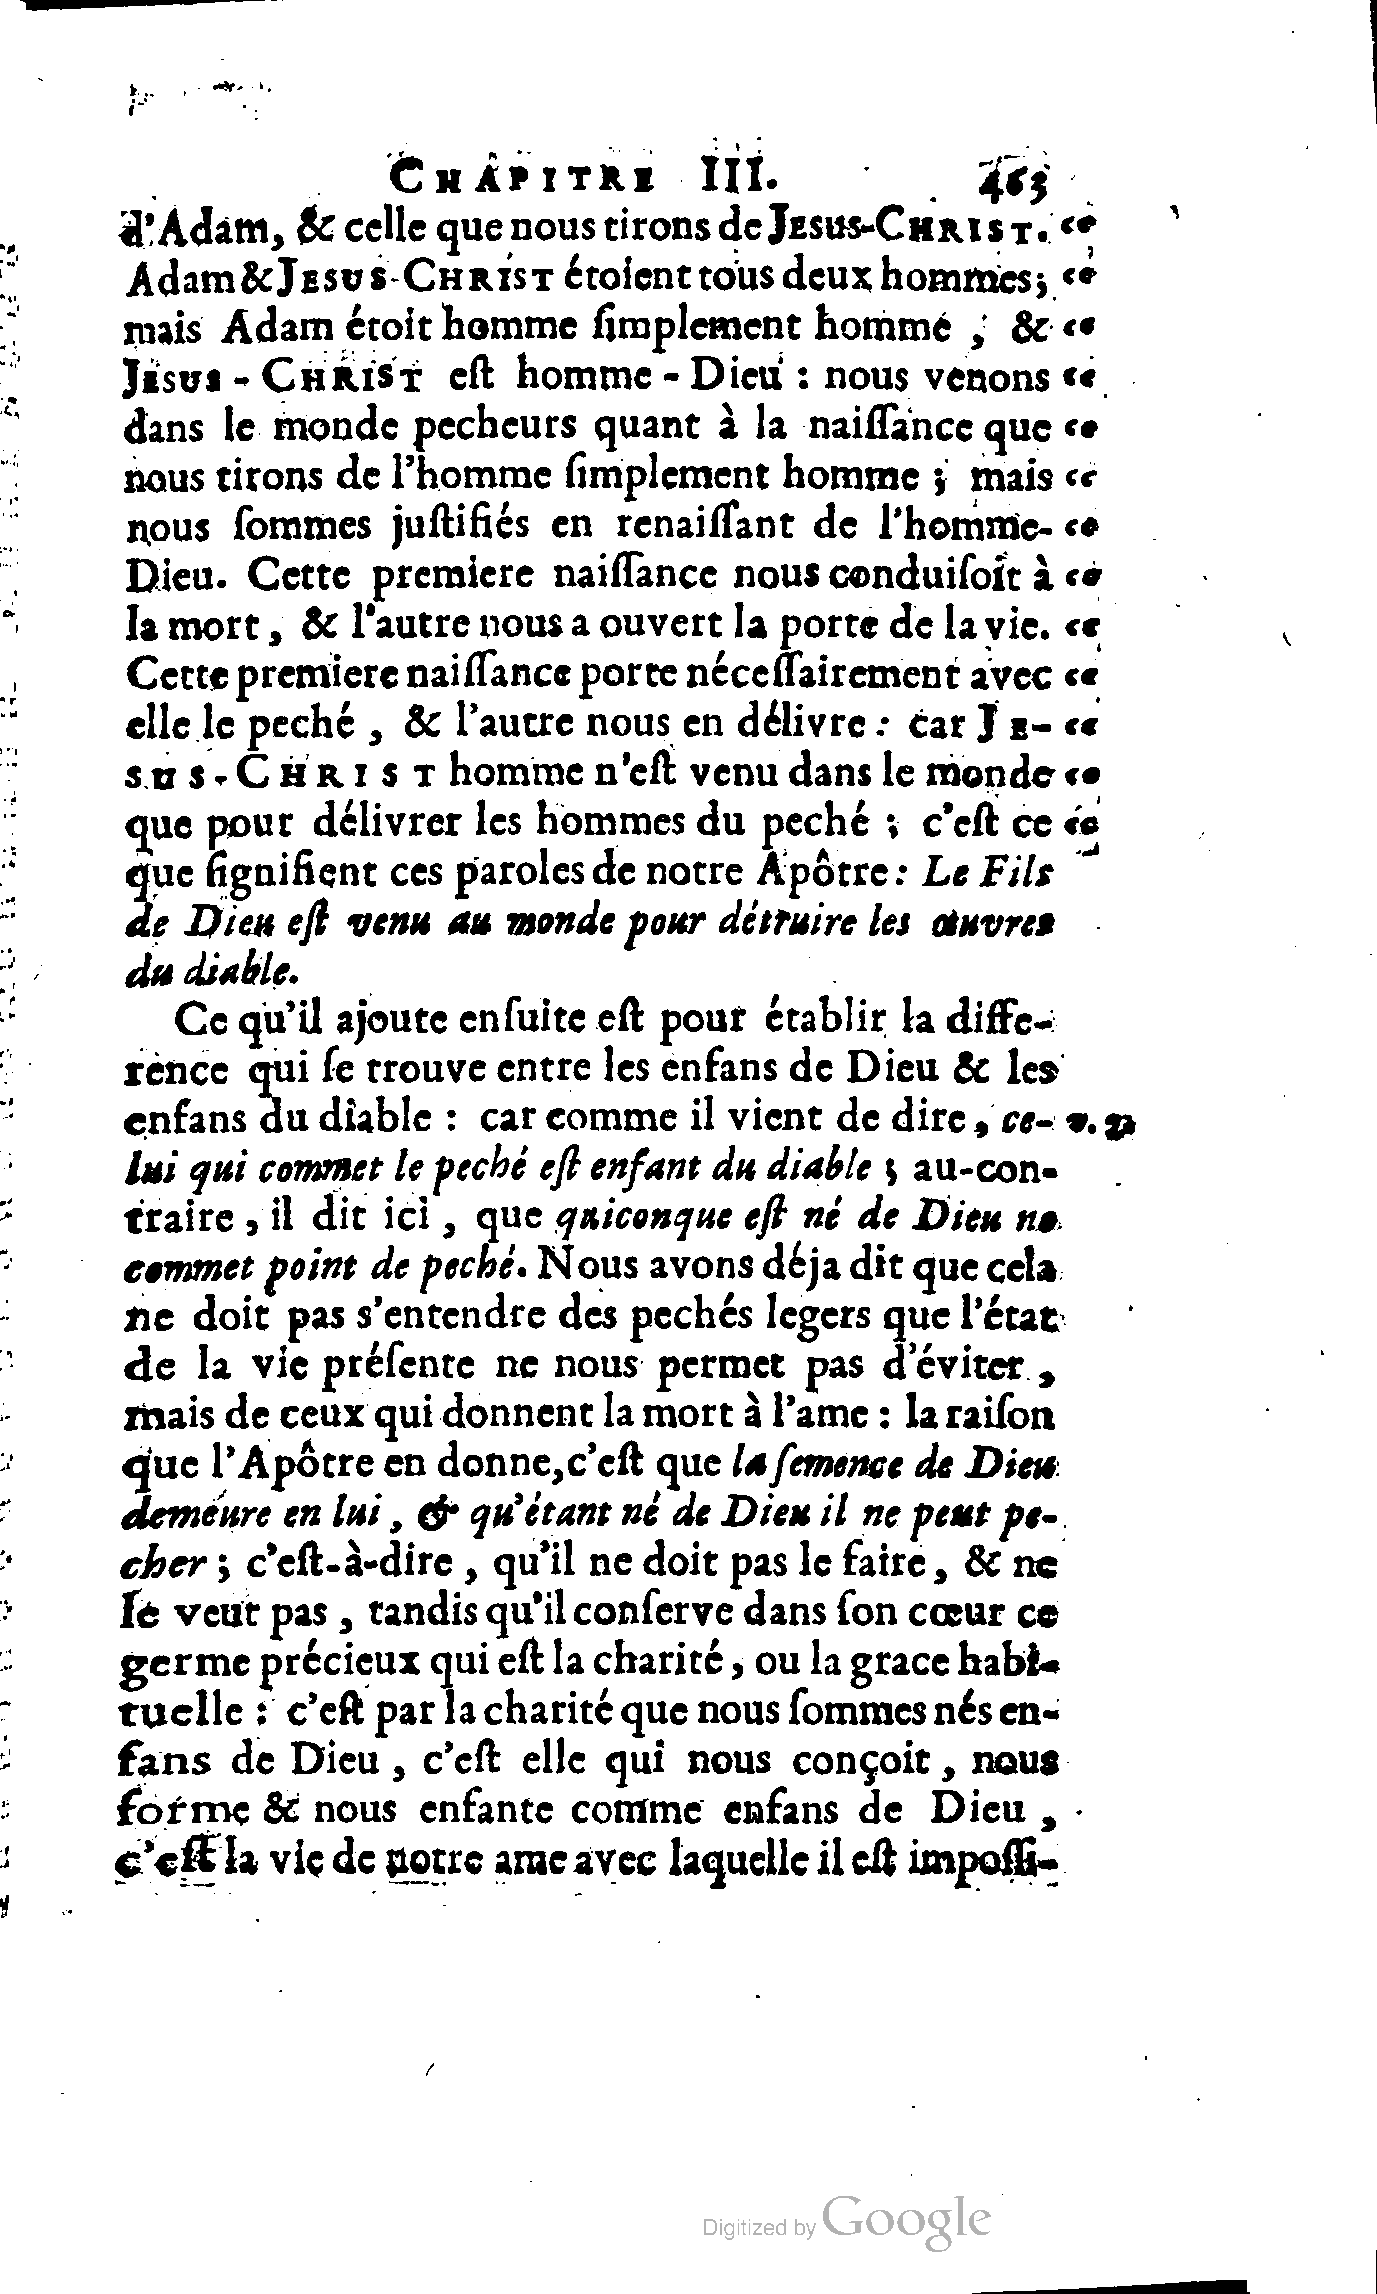 CHAPITRE III. 463
d'Adam, & celle que nous tirons de JESUS-CHRIST. “
Adam & JESUS-CHRIST étoient tous deux hommes; “
mais Adam étoit homme ſimplement homme, & “
JESUS-CHRIST eſt homme-Dieu : nous venons “
dans le monde pecheurs quant à la naiſſance que “
nous tirons de l'homme ſimplement homme ; mais “
nous ſommes juſtifiés en renaiſſant de l'homme- “
Dieu. Cette premiere naiſſance nous conduiſoit à “
la mort, & l'autre nous a ouvert la porte de la vie. “
Cette premiere naiſſance porte néceſſairement avec “
elle le peché, & l'autre nous en délivre : car JE- “
SUS-CHRIST homme n'eſt venu dans le monde “
que pour délivrer les hommes du peché ; c'eſt ce “
que ſignifient ces paroles de notre Apôtre : Le Fils
de Dieu eſt venu au monde pour détruire les œuvres
du diable.
Ce qu'il ajoute enſuite eſt pour établir la diffe-
rence qui ſe trouve entre les enfans de Dieu & les
enfans du diable : car comme il vient de dire, ce- v. 9
lui qui commet le peché eſt enfant du diable ; au-con-
traire, il dit ici, que quiconque eſt né de Dieu ne
commet point de peché. Nous avons déja dit que cela
ne doit pas s'entendre des pechés legers que l'état
de la vie préſente ne nous permet pas d'éviter,
mais de ceux qui donnent la mort à l'ame : la raiſon
que l'Apôtre en donne, c'eſt que la ſemence de Dieu
demeure en lui, & qu'étant né de Dieu il ne peut pe-
cher ; c'eſt-à-dire, qu'il ne doit pas le faire, & ne
le veut pas, tandis qu'il conſerve dans ſon cœur ce
germe précieux qui eſt la charité, ou la grace habi-
tuelle : c'eſt par la charité que nous ſommes nés en-
fans de Dieu, c'eſt elle qui nous conçoit, nous
forme & nous enfante comme enfans de Dieu,
c'eſt la vie de notre ame avec laquelle il eſt impoſſi-
Digitized by Google